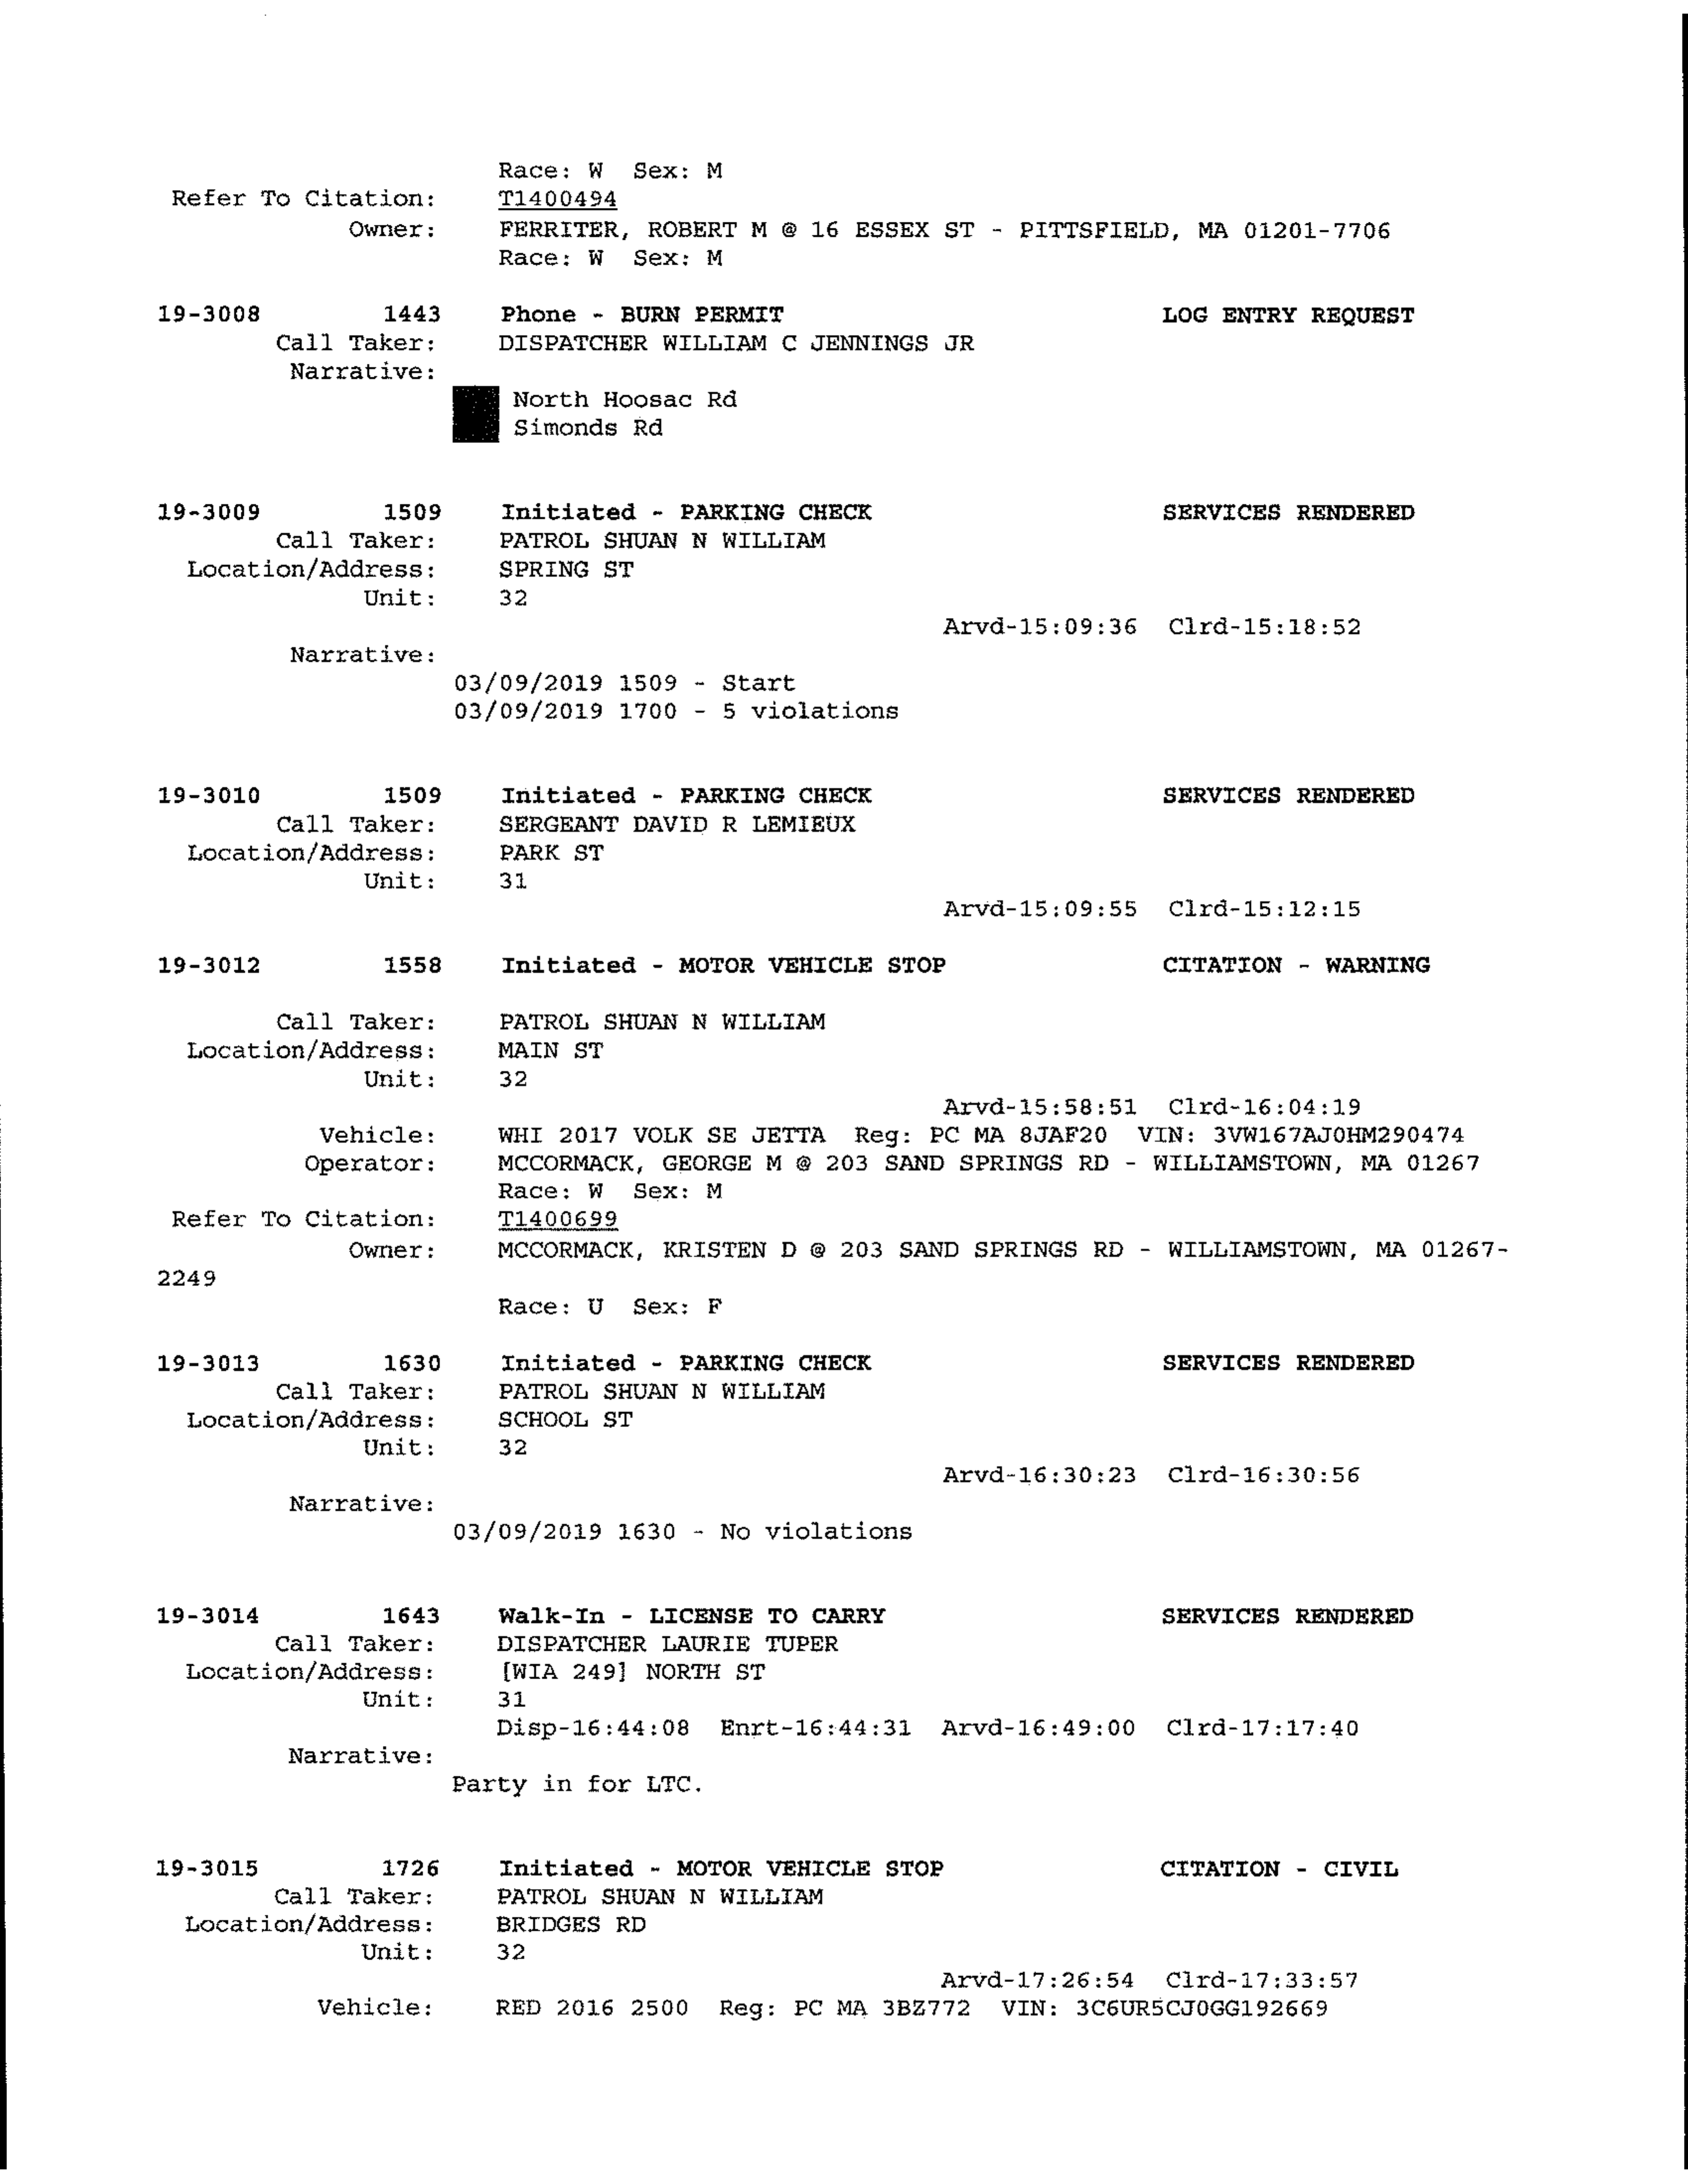 Race: W Sex: M
Refer To Citation: T1400494
Owner: FERRITER, ROBERT M @ 16 ESSEX ST - PITTSFIELD, MA 01201-7706
Race: W Sex: M
19-3008 1443 Phone - BURN PERMIT LOG ENTRY REQUEST
Call Taker: DISPATCHER WILLIAM C JENNINGS JR
Narrative:
North Hoosac Rd
Simonds Rd
19-3009 1509 Initiated - PARKING CHECK SERVICES RENDERED
Call Taker: PATROL SHUAN N WILLIAM
Location/Address: SPRING ST
Unit: 32
Arvd-15:09:36 Clrd-15:18:52
Narrative:
03/09/2019 1509 - Start
03/09/2019 1700 - 5 violations
19-3010 1509 Initiated - PARKING CHECK SERVICES RENDERED
Call Taker: SERGEANT DAVID R LEMIEUX
Location/Address: PARK ST
Unit: 31
Arvd-15:09:55 Clrd-15:12:15
19-3012 1558 Initiated - MOTOR VEHICLE STOP CITATION - WARNING
Call Taker: PATROL SHUAN N WILLIAM
Location/Address: MAIN ST
Unit: 32
Arvd-15:58:51 Clrd-16:04:19
Vehicle: WHI 2017 VOLK SE JETTA Reg: PC MA 8JAF20 VIN: 3VW167AJ0HM290474
Operator: MCCORMACK, GEORGE M @ 203 SAND SPRINGS RD - WILLIAMSTOWN, MA 01267
Race: W Sex: M
Refer To Citation: T1400699
Owner: MCCORMACK, KRISTEN D @ 203 SAND SPRINGS RD - WILLIAMSTOWN, MA 01267-
2249
Race: U Sex: F
19-3013 1630 Initiated - PARKING CHECK SERVICES RENDERED
Call Taker: PATROL SHUAN N WILLIAM
Location/Address: SCHOOL ST
Unit: 32
Arvd-16:30:23 Clrd-16:30:56
Narrative:
03/09/2019 1630 - No violations
19-3014 1643 Walk-In - LICENSE TO CARRY SERVICES RENDERED
Call Taker: DISPATCHER LAURIE TUPER
Location/Address: [WIA 249] NORTH ST
Unit: 31
Disp-16:44:08 Enrt-16:44:31 Arvd-16:49:00 Clrd-17:17:40
Narrative:
Party in for LTC.
19-3015 1726 Initiated - MOTOR VEHICLE STOP CITATION - CIVIL
Call Taker: PATROL SHUAN N WILLIAM
Location/Address: BRIDGES RD
Unit: 32
Arvd-17:26:54 Clrd-17:33:57
Vehicle: RED 2016 2500 Reg: PC MA 3BZ772 VIN: 3C6UR5CJ0GG192669